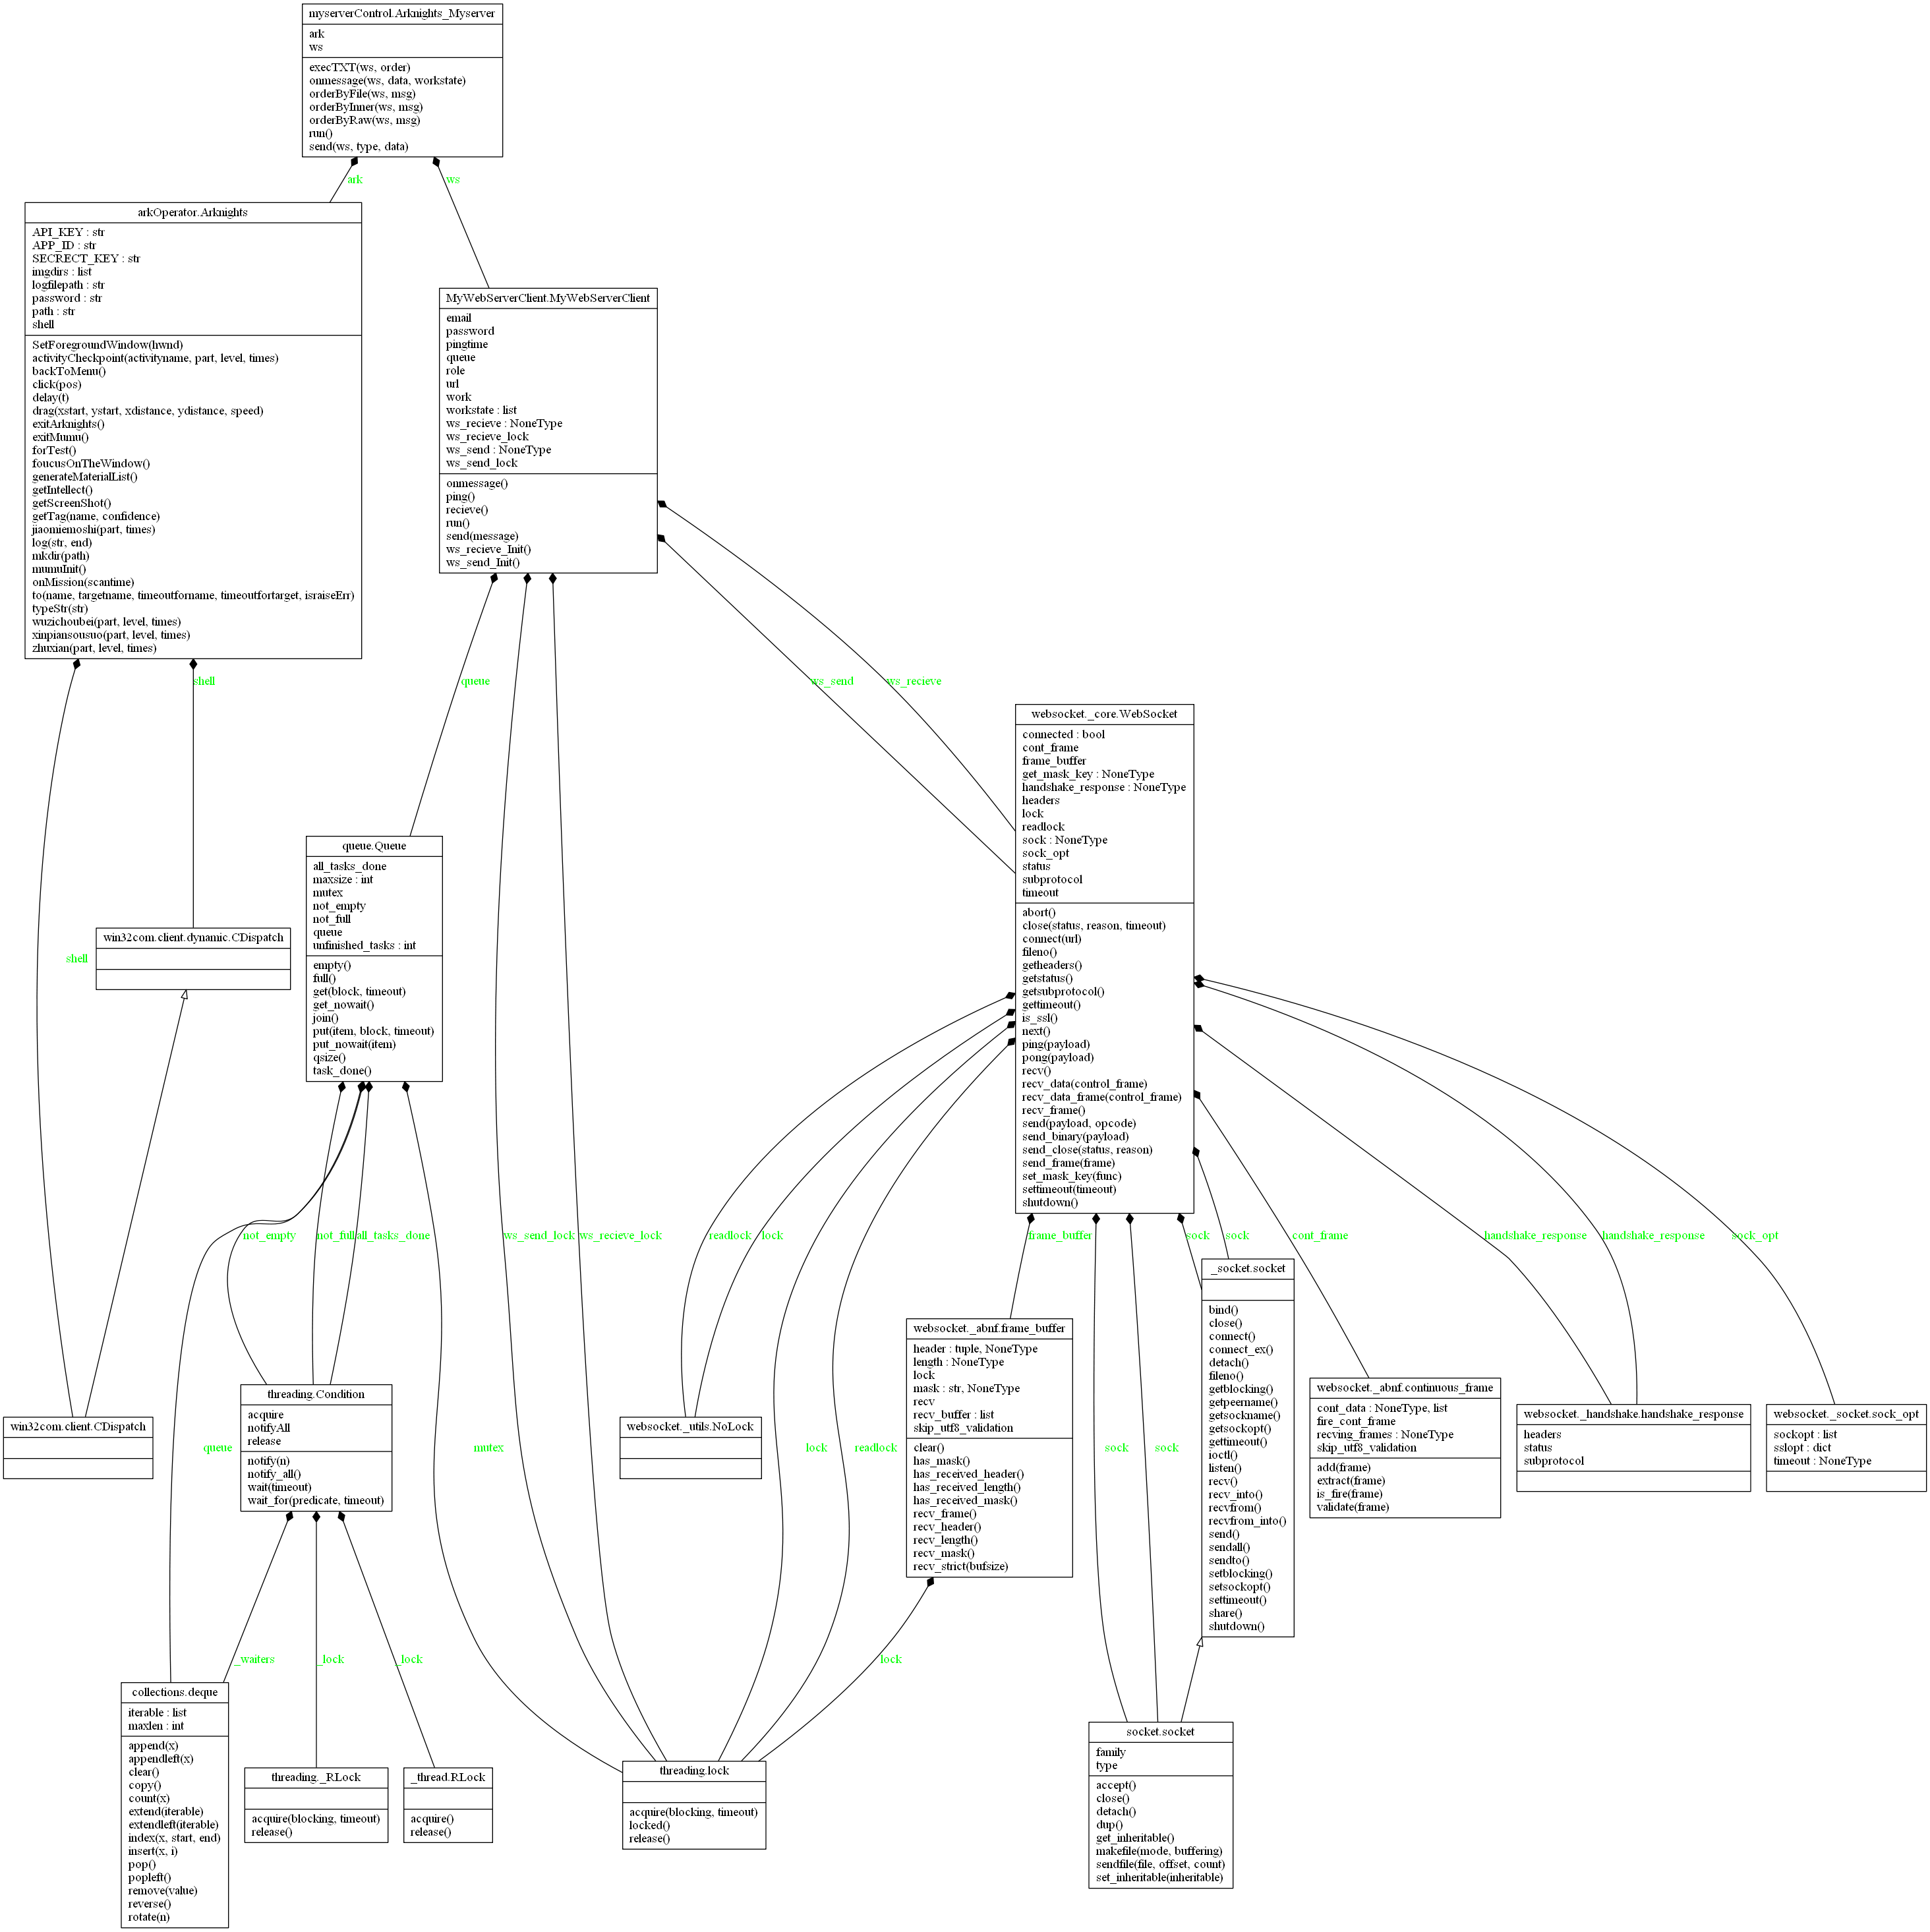 myserverControl.Arknights_Myserver
ark
ws
execTXT(ws, order)
onmessage(ws, data, workstate)
orderByFile(ws, msg)
orderByInner(ws, msg)
orderByRaw(ws, msg)
run()
send(ws, type, data)
ark
ws
arkOperator.Arknights
API_KEY : str
APP_ID : str
SECRECT_KEY : str
imgdirs : list
logfilepath : str
password : str
path : str
shell
SetForegroundWindow(hwnd)
activityCheckpoint(activityname, part, level, times)
backToMenu()
click(pos)
delay(t)
drag(xstart, ystart, xdistance, ydistance, speed)
exitArknights()
exitMumu()
forTest()
foucusOnTheWindow()
generateMaterialList()
getIntellect()
getScreenShot()
getTag(name, confidence)
jiaomiemoshi(part, times)
log(str, end)
mkdir(path)
mumuInit()
onMission(scantime)
to(name, targetname, timeoutforname, timeoutfortarget, israiseErr)
typeStr(str)
wuzichoubei(part, level, times)
xinpiansousuo(part, level, times)
zhuxian(part, level, times)
MyWebServerClient.MyWebServerClient
email
password
pingtime
queue
role
url
work
workstate : list
ws_recieve : NoneType
ws_recieve_lock
ws_send : NoneType
ws_send_lock
onmessage()
ping()
recieve()
run()
send(message)
ws_recieve_Init()
ws_send_Init()
shell
queue
ws_send
ws_recieve
websocket._core.WebSocket
connected : bool
cont_frame
frame_buffer
get_mask_key : NoneType
handshake_response : NoneType
headers
lock
readlock
sock : NoneType
sock_opt
status
subprotocol
timeout
abort()
close(status, reason, timeout)
connect(url)
fileno()
getheaders()
getstatus()
getsubprotocol()
gettimeout()
is_ssl()
next()
ping(payload)
pong(payload)
recv()
recv_data(control_frame)
recv_data_frame(control_frame)
recv_frame()
send(payload, opcode)
send_binary(payload)
send_close(status, reason)
send_frame(frame)
set_mask_key(func)
settimeout(timeout)
shutdown()
queue.Queue
all_tasks_done
maxsize : int
mutex
not_empty
not_full
queue
unfinished_tasks : int
empty()
full()
get(block, timeout)
get_nowait()
join()
put(item, block, timeout)
put_nowait(item)
qsize()
task_done()
shell
win32com.client.dynamic.CDispatch
not_empty
not_full
all_tasks_done
ws_send_lock
ws_recieve_lock
readlock
lock
frame_buffer
sock
sock
cont_frame
handshake_response
handshake_response
sock_opt
win32com.client.CDispatch
queue
threading.Condition
acquire
notifyAll
release
notify(n)
notify_all()
wait(timeout)
wait_for(predicate, timeout)
mutex
websocket._utils.NoLock
lock
readlock
websocket._abnf.frame_buffer
header : tuple, NoneType
length : NoneType
lock
mask : str, NoneType
recv
recv_buffer : list
skip_utf8_validation
clear()
has_mask()
has_received_header()
has_received_length()
has_received_mask()
recv_frame()
recv_header()
recv_length()
recv_mask()
recv_strict(bufsize)
sock
sock
_socket.socket
bind()
close()
connect()
connect_ex()
detach()
fileno()
getblocking()
getpeername()
getsockname()
getsockopt()
gettimeout()
ioctl()
listen()
recv()
recv_into()
recvfrom()
recvfrom_into()
send()
sendall()
sendto()
setblocking()
setsockopt()
settimeout()
share()
shutdown()
websocket._abnf.continuous_frame
cont_data : NoneType, list
fire_cont_frame
recving_frames : NoneType
skip_utf8_validation
add(frame)
extract(frame)
is_fire(frame)
validate(frame)
websocket._handshake.handshake_response
headers
status
subprotocol
websocket._socket.sock_opt
sockopt : list
sslopt : dict
timeout : NoneType
_waiters
_lock
_lock
lock
collections.deque
iterable : list
maxlen : int
append(x)
appendleft(x)
clear()
copy()
count(x)
extend(iterable)
extendleft(iterable)
index(x, start, end)
insert(x, i)
pop()
popleft()
remove(value)
reverse()
rotate(n)
threading._RLock
acquire(blocking, timeout)
release()
_thread.RLock
acquire()
release()
threading.lock
acquire(blocking, timeout)
locked()
release()
socket.socket
family
type
accept()
close()
detach()
dup()
get_inheritable()
makefile(mode, buffering)
sendfile(file, offset, count)
set_inheritable(inheritable)